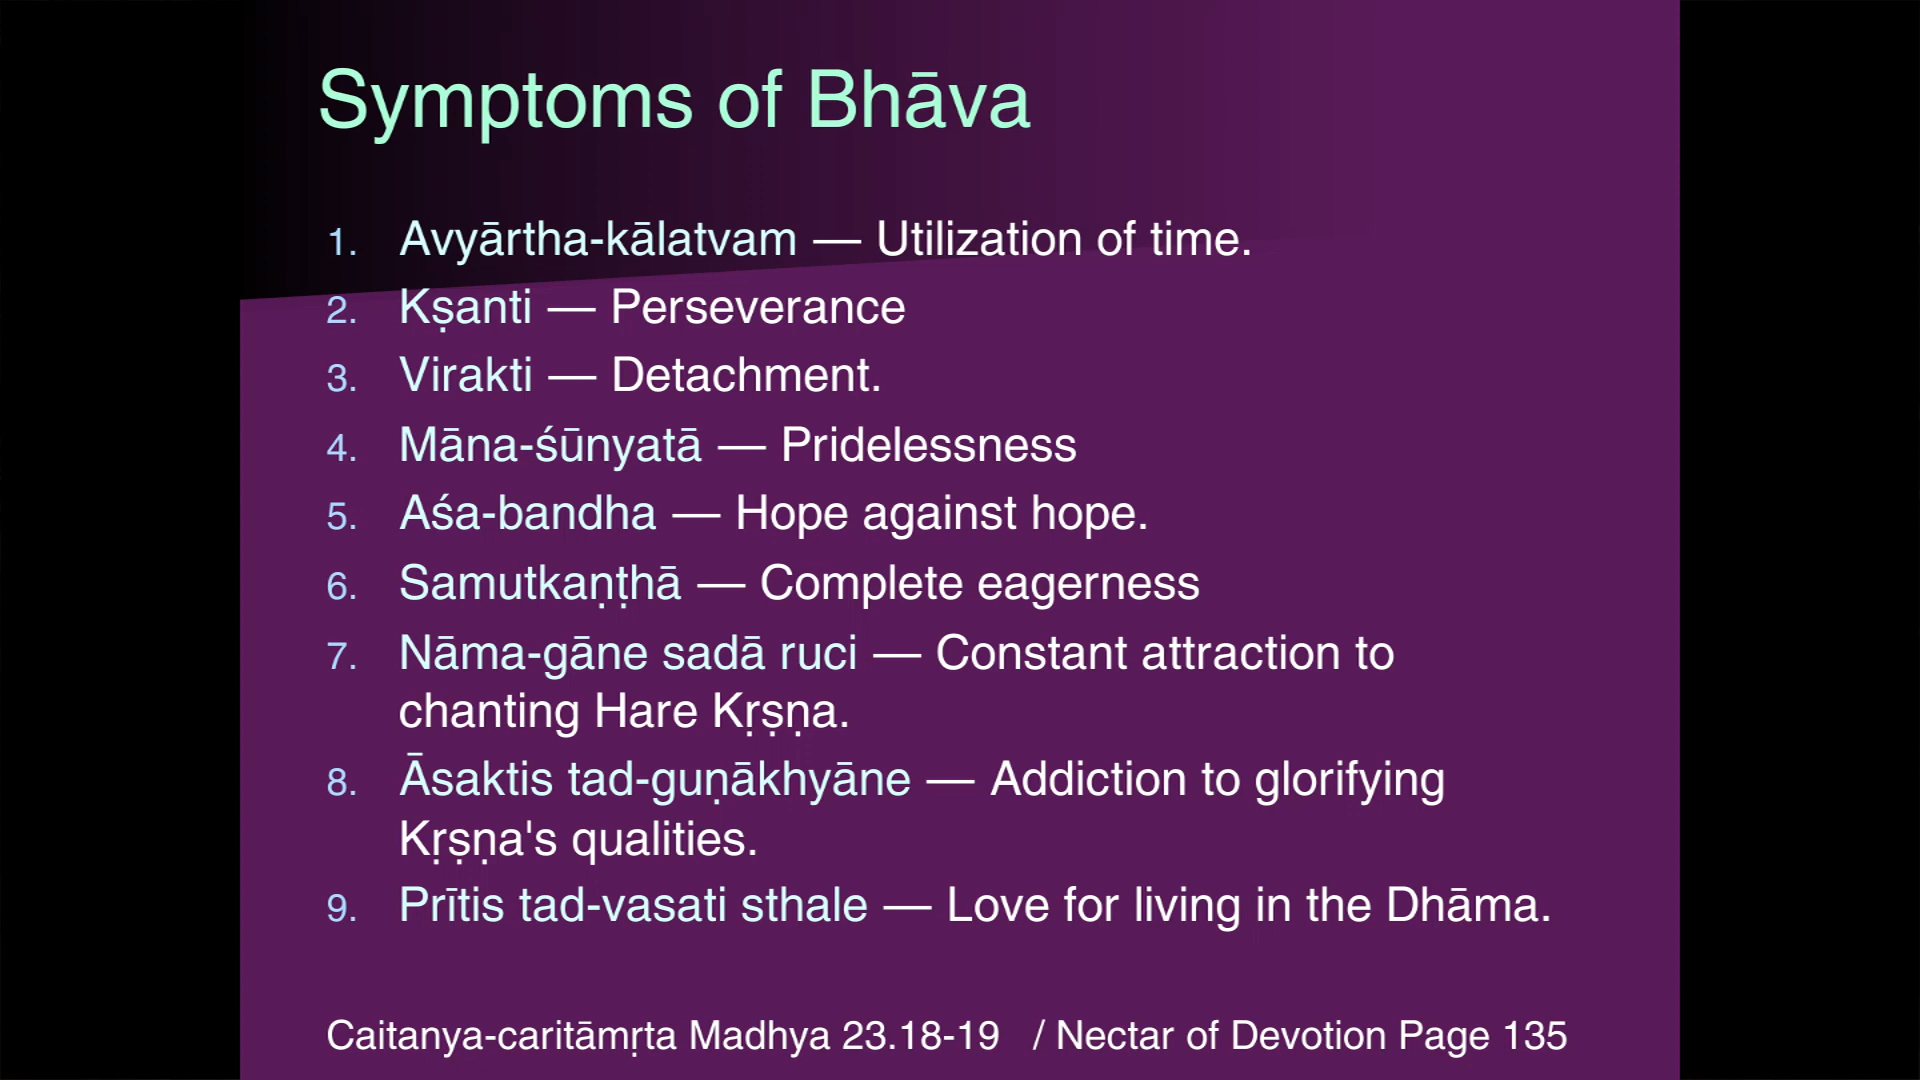 Symptoms of Bhāva
1. Avyārtha-kālatvam — Utilization of time.
2. Kṣanti — Perseverance
3. Virakti — Detachment.
4. Māna-śūnyatā — Pridelessness
5. Aśa-bandha — Hope against hope.
6. Samutkaṇṭhā — Complete eagerness
7. Nāma-gāne sadā ruci — Constant attraction to
chanting Hare Kṛṣṇa.
8. Āsaktis tad-guṇākhyāne — Addiction to glorifying
Kṛṣṇa's qualities.
9. Prītis tad-vasati sthale — Love for living in the Dhāma.
Caitanya-caritāmṛta Madhya 23.18-19 / Nectar of Devotion Page 135